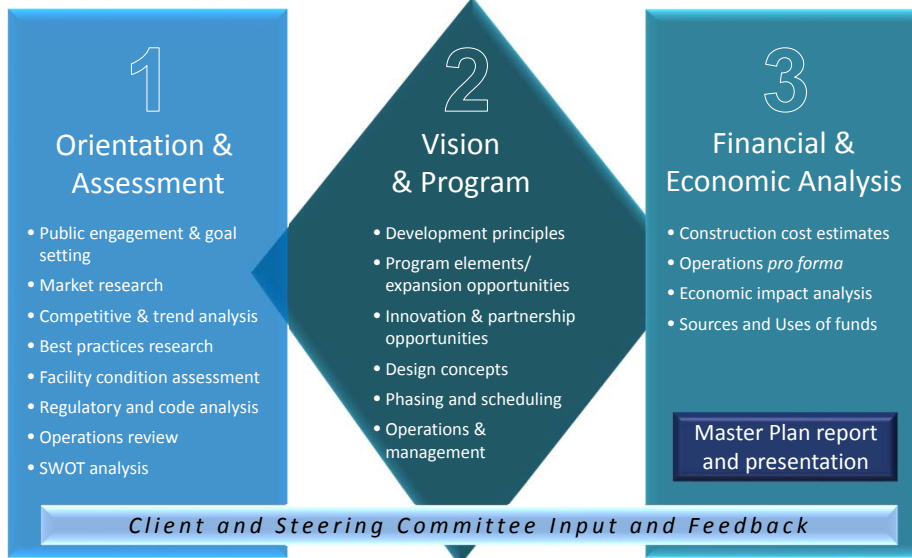 1
Orientation &
Assessment
• Public engagement & goal
setting
• Market research
• Competitive & trend analysis
• Best practices research
• Facility condition assessment
• Regulatory and code analysis
• Operations review
• SWOT analysis
2
Vision
& Program
• Development principles
• Program elements/
expansion opportunities
• Innovation & partnership
opportunities
• Design concepts
• Phasing and scheduling
• Operations &
management
3
Financial &
Economic Analysis
• Construction cost estimates
• Operations pro forma
• Economic impact analysis
• Sources and Uses of funds
Master Plan report
and presentation
Client and Steering Committee Input and Feedback